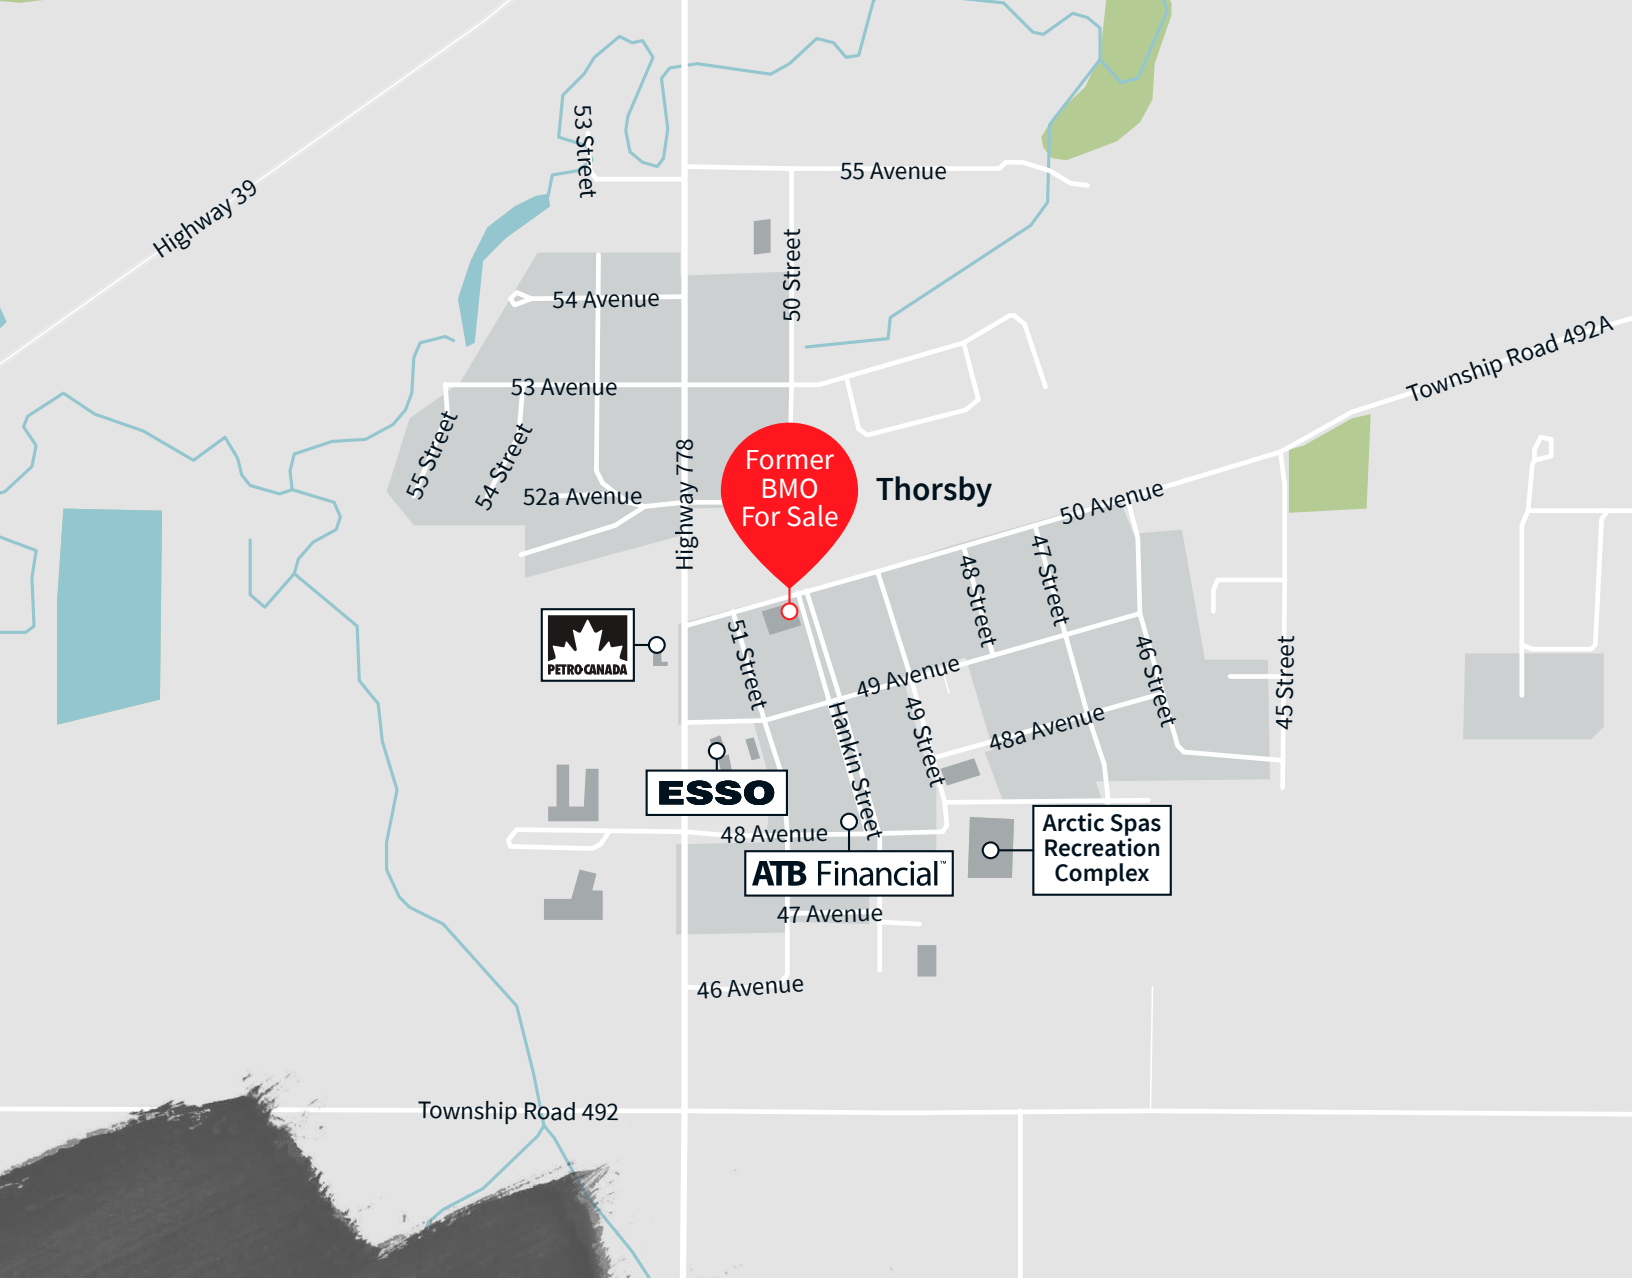 53 Street
55 Avenue
Highway 39
50 Street
54 Avenue
Township Road 492A
53 Avenue
55 Street
54 Street
52a Avenue
Highway 778
Former
BMO
For Sale
Thorsby
50 Avenue
48 Street
47 Street
PETRO-CANADA
51 Street
49 Avenue
46 Street
45 Street
49 Street
48a Avenue
Hankin Street
ESSO
48 Avenue
Arctic Spas
Recreation
Complex
ATB Financial™
47 Avenue
46 Avenue
Township Road 492